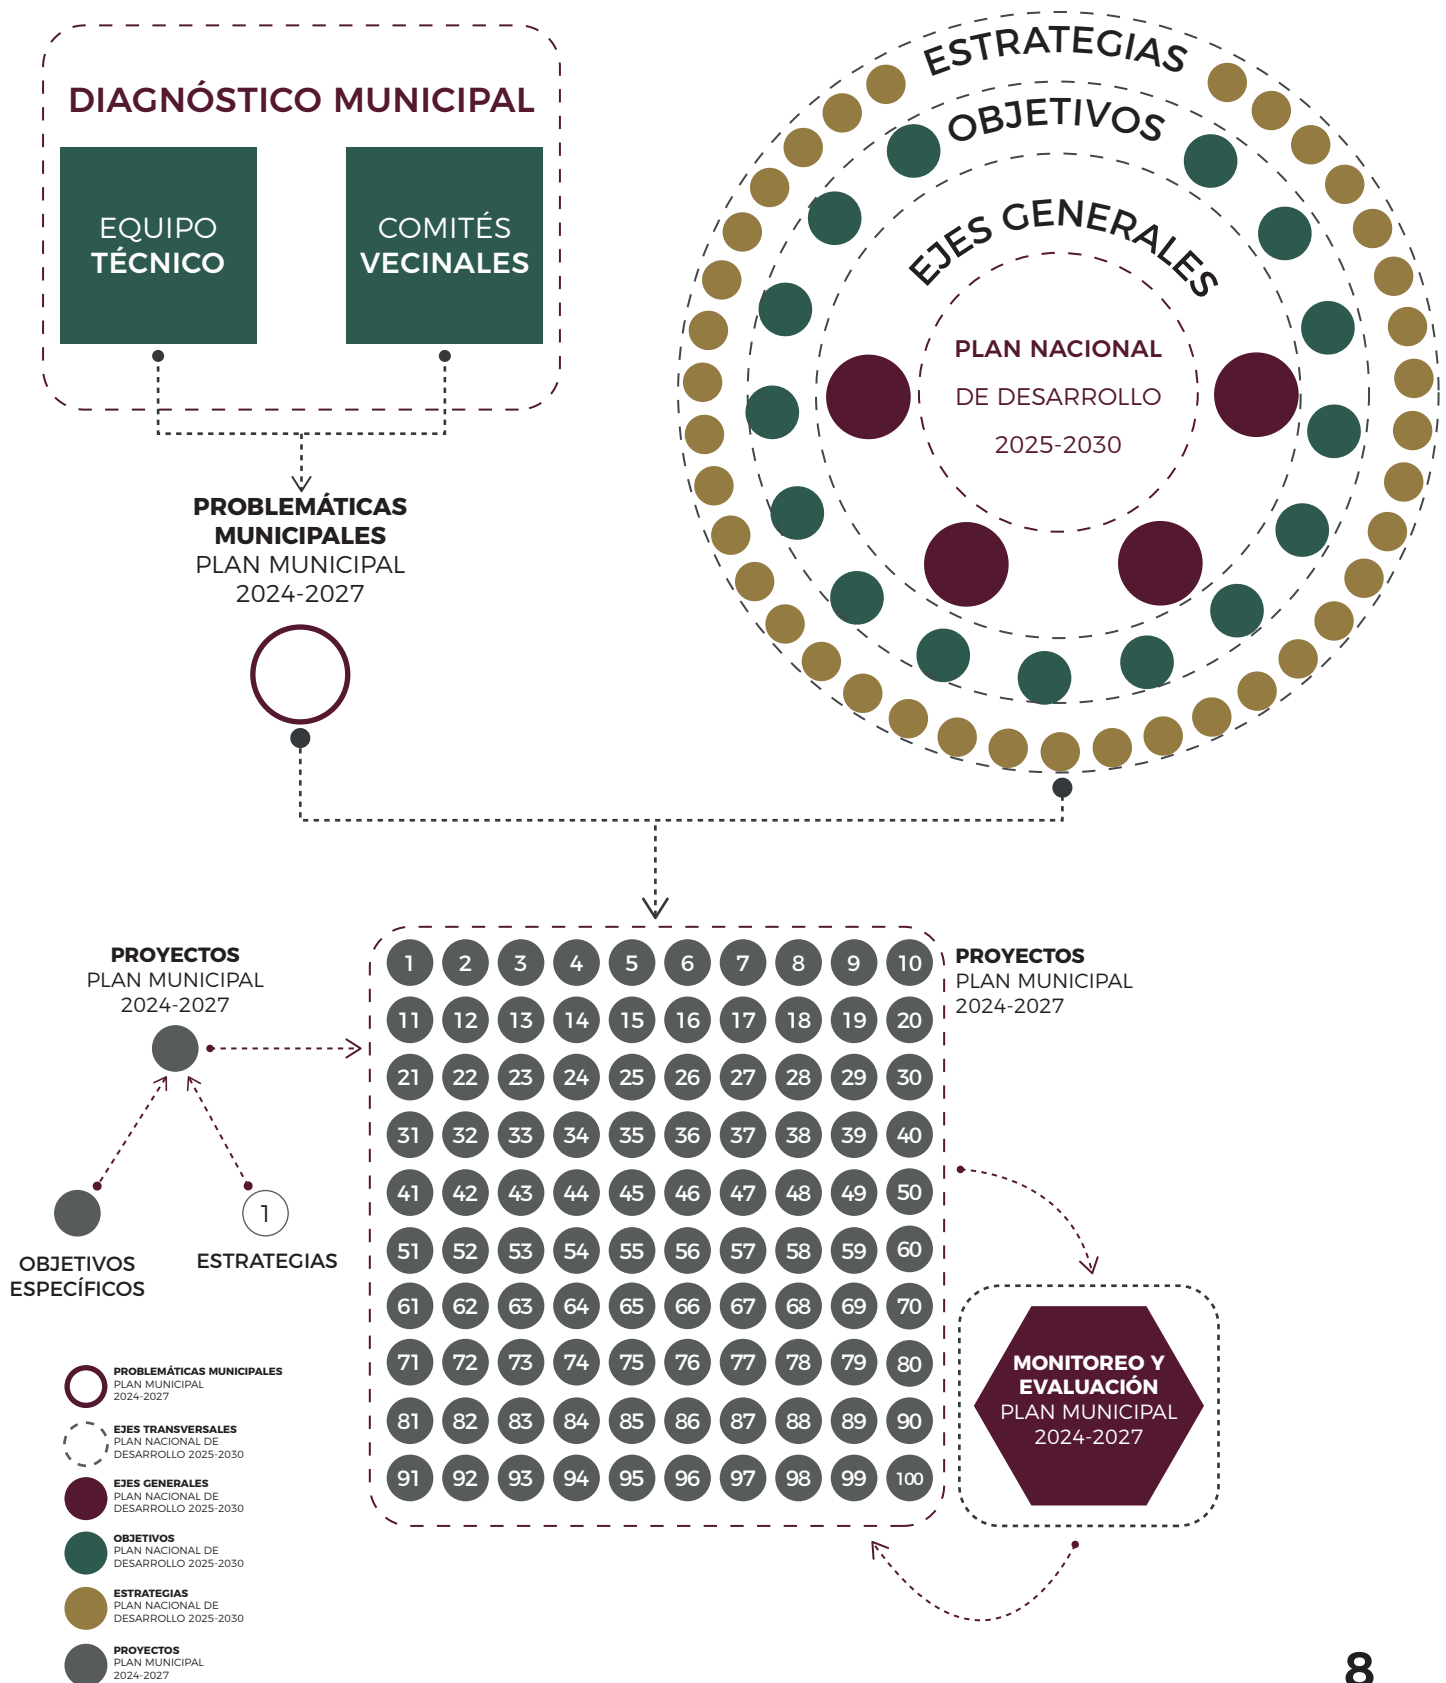 DIAGNÓSTICO MUNICIPAL
EQUIPO
TÉCNICO
COMITÉS
VECINALES
PROBLEMÁTICAS
MUNICIPALES
PLAN MUNICIPAL
2024-2027
ESTRATEGIAS
OBJETIVOS
EJES GENERALES
PLAN NACIONAL
DE DESARROLLO
2025-2030
PROYECTOS
PLAN MUNICIPAL
2024-2027
OBJETIVOS
ESPECÍFICOS
1
ESTRATEGIAS
1 2 3 4 5 6 7 8 9 10
11 12 13 14 15 16 17 18 19 20
21 22 23 24 25 26 27 28 29 30
31 32 33 34 35 36 37 38 39 40
41 42 43 44 45 46 47 48 49 50
51 52 53 54 55 56 57 58 59 60
61 62 63 64 65 66 67 68 69 70
71 72 73 74 75 76 77 78 79 80
81 82 83 84 85 86 87 88 89 90
91 92 93 94 95 96 97 98 99 100
PROYECTOS
PLAN MUNICIPAL
2024-2027
MONITOREO Y
EVALUACIÓN
PLAN MUNICIPAL
2024-2027
PROBLEMÁTICAS MUNICIPALES
PLAN MUNICIPAL
2024-2027
EJES TRANSVERSALES
PLAN NACIONAL DE
DESARROLLO 2025-2030
EJES GENERALES
PLAN NACIONAL DE
DESARROLLO 2025-2030
OBJETIVOS
PLAN NACIONAL DE
DESARROLLO 2025-2030
ESTRATEGIAS
PLAN NACIONAL DE
DESARROLLO 2025-2030
PROYECTOS
PLAN MUNICIPAL
2024-2027
8